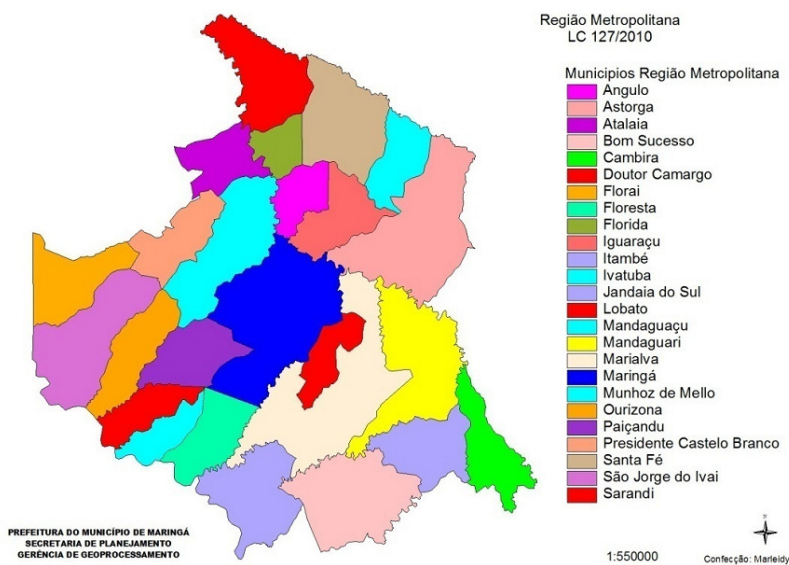 Região Metropolitana
LC 127/2010
Municipios Região Metropolitana
Angulo
Astorga
Atalaia
Bom Sucesso
Cambira
Doutor Camargo
Florai
Floresta
Florida
Iguaraçu
Itambé
Ivatuba
Jandaia do Sul
Lobato
Mandaguaçu
Mandaguari
Marialva
Maringá
Munhoz de Mello
Ourizona
Paiçandu
Presidente Castelo Branco
Santa Fé
São Jorge do Ivai
Sarandi
PREFEITURA DO MUNICÍPIO DE MARINGÁ
SECRETARIA DE PLANEJAMENTO
GERÊNCIA DE GEOPROCESSAMENTO
1:550000
Confecção: Marleidy